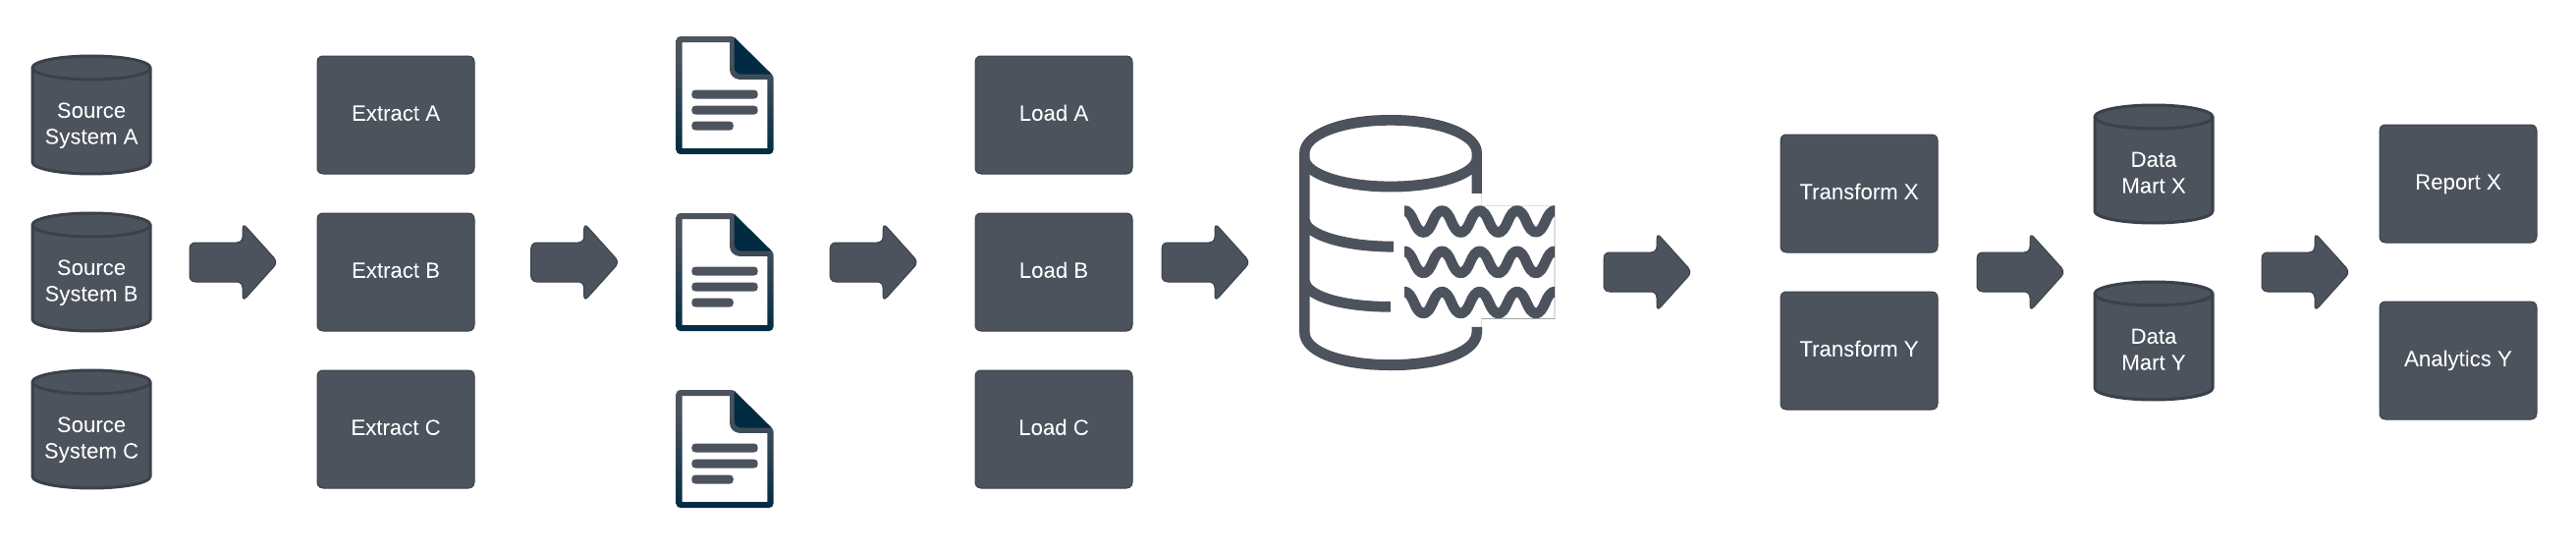 Source
System A
Source
System B
Source
System C
Extract A
Extract B
Extract C
Load A
Load B
Load C
Transform X
Transform Y
Data
Mart X
Data
Mart Y
Report X
Analytics Y